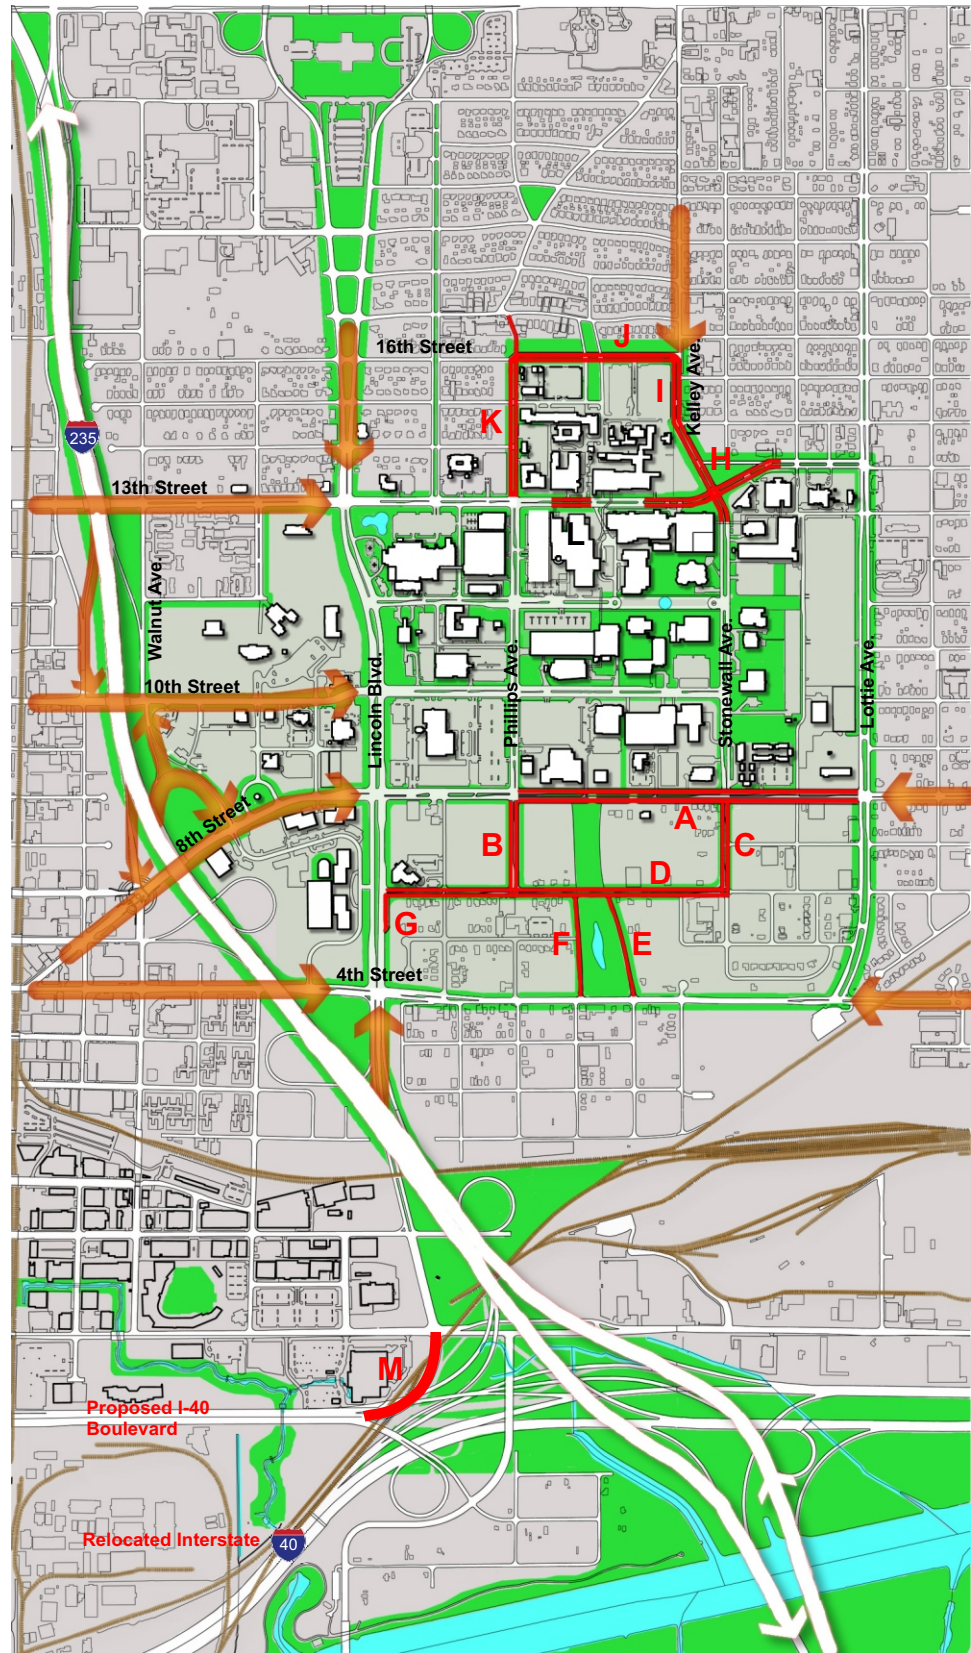 16th Street
J
Kelley Ave.
I
K
235
H
13th Street
L
Walnut Ave.
10th Street
Lincoln Blvd.
Phillips Ave.
Stonewall Ave.
Lottie Ave.
8th Street
A
B
C
D
G
F
E
4th Street
M
Proposed I-40
Boulevard
Relocated Interstate
40